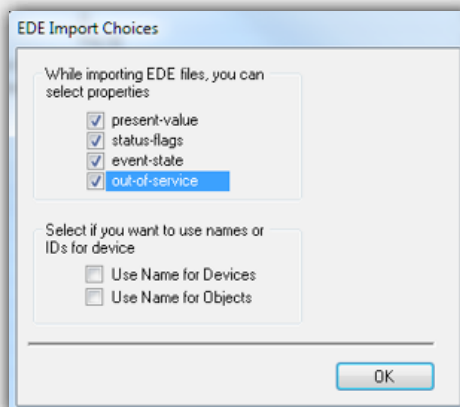 EDE Import Choices
While importing EDE files, you can
select properties
present-value
status-flags
event-state
out-of-service
Select if you want to use names or
IDs for device
Use Name for Devices
Use Name for Objects
OK